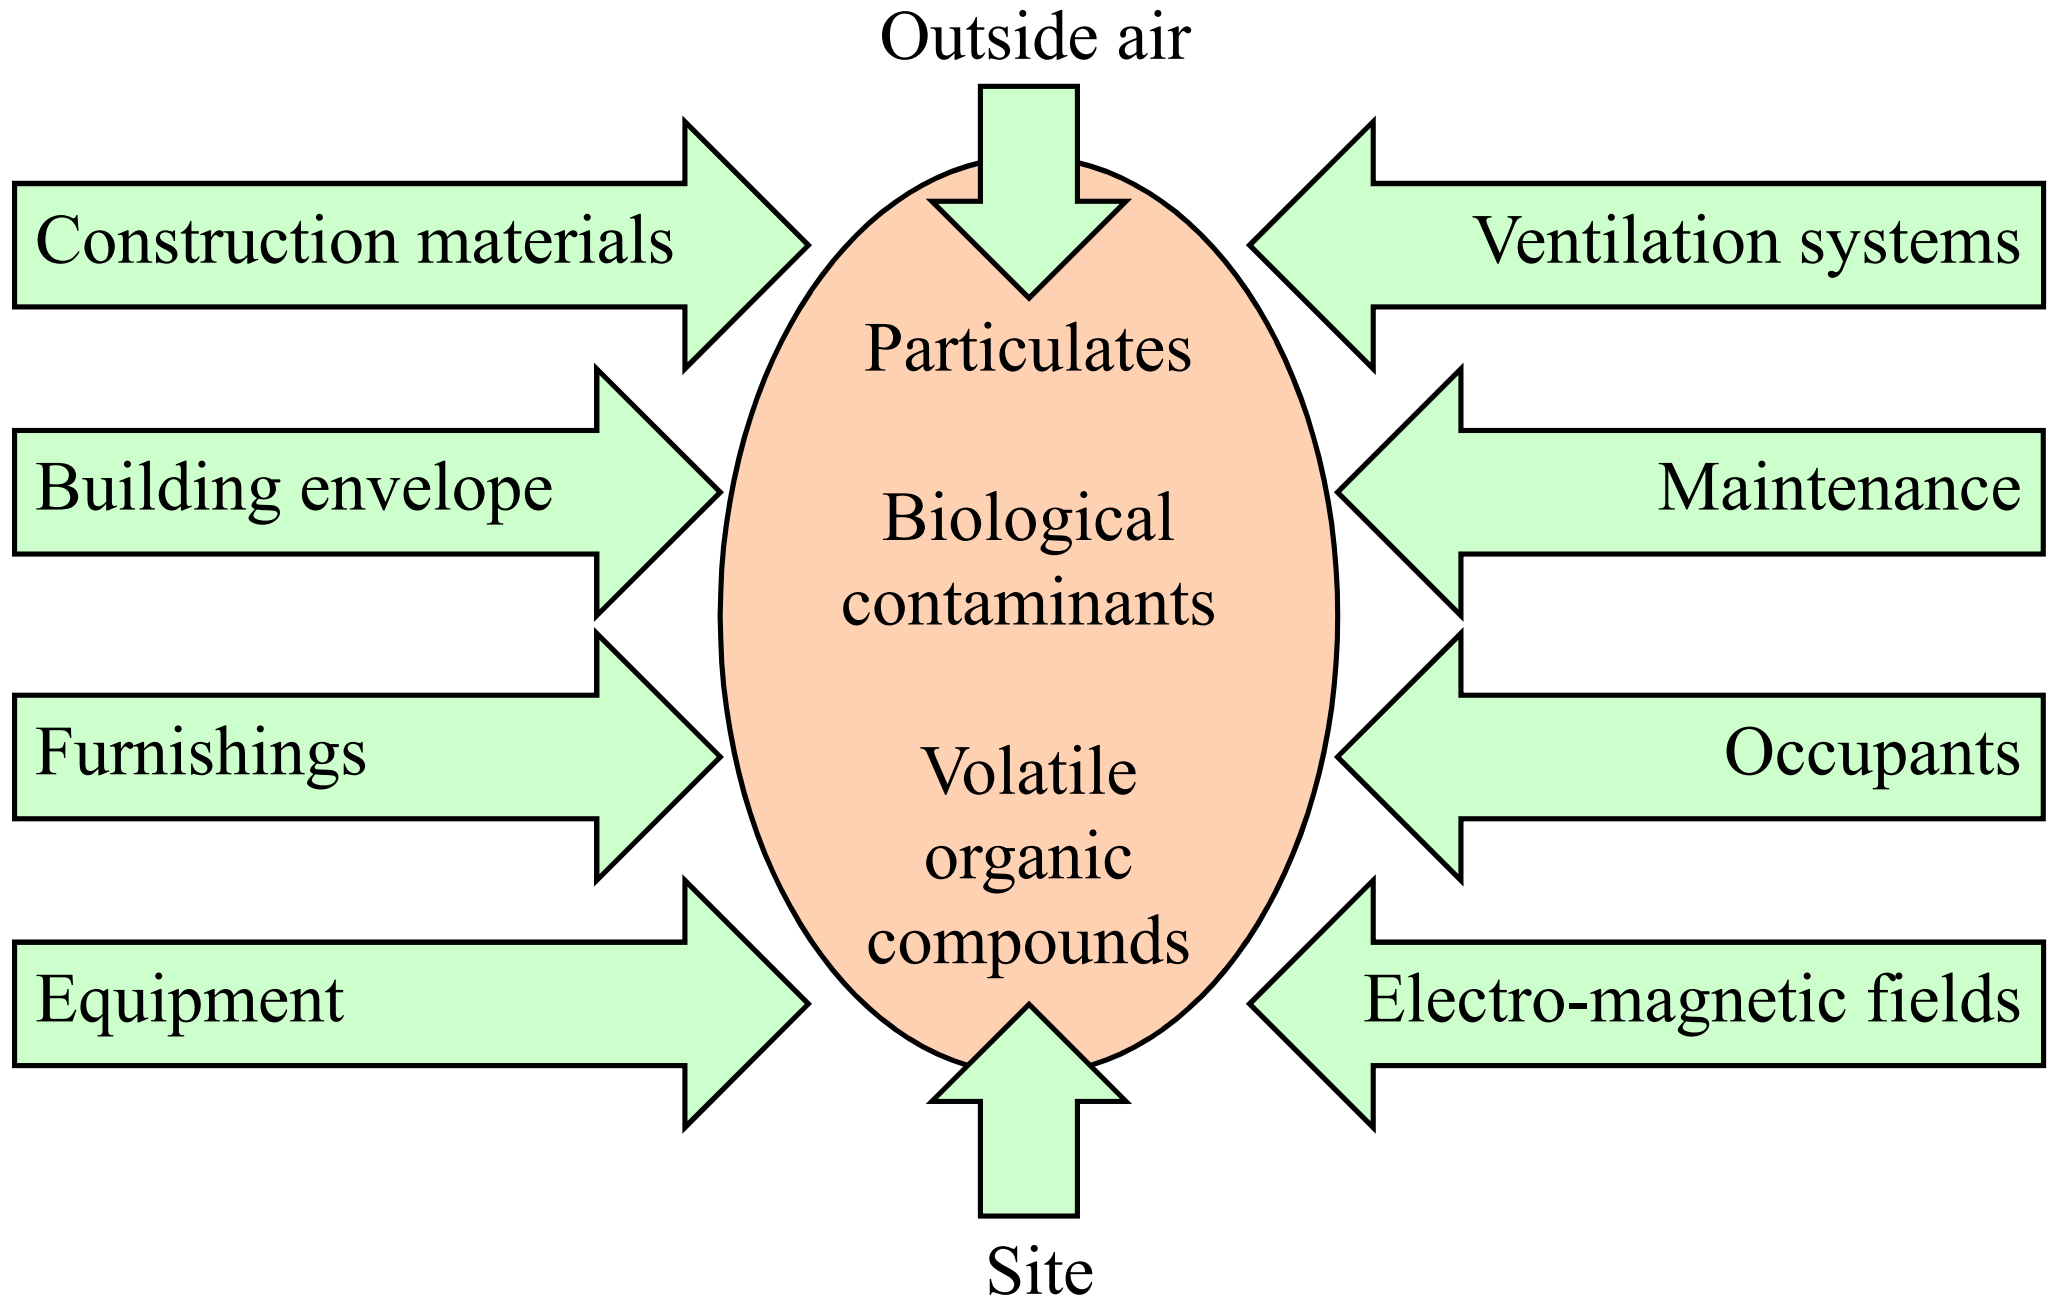 Outside air
Construction materials
Ventilation systems
Particulates
Building envelope
Maintenance
Biological
contaminants
Furnishings
Occupants
Volatile
organic
compounds
Equipment
Electro-magnetic fields
Site